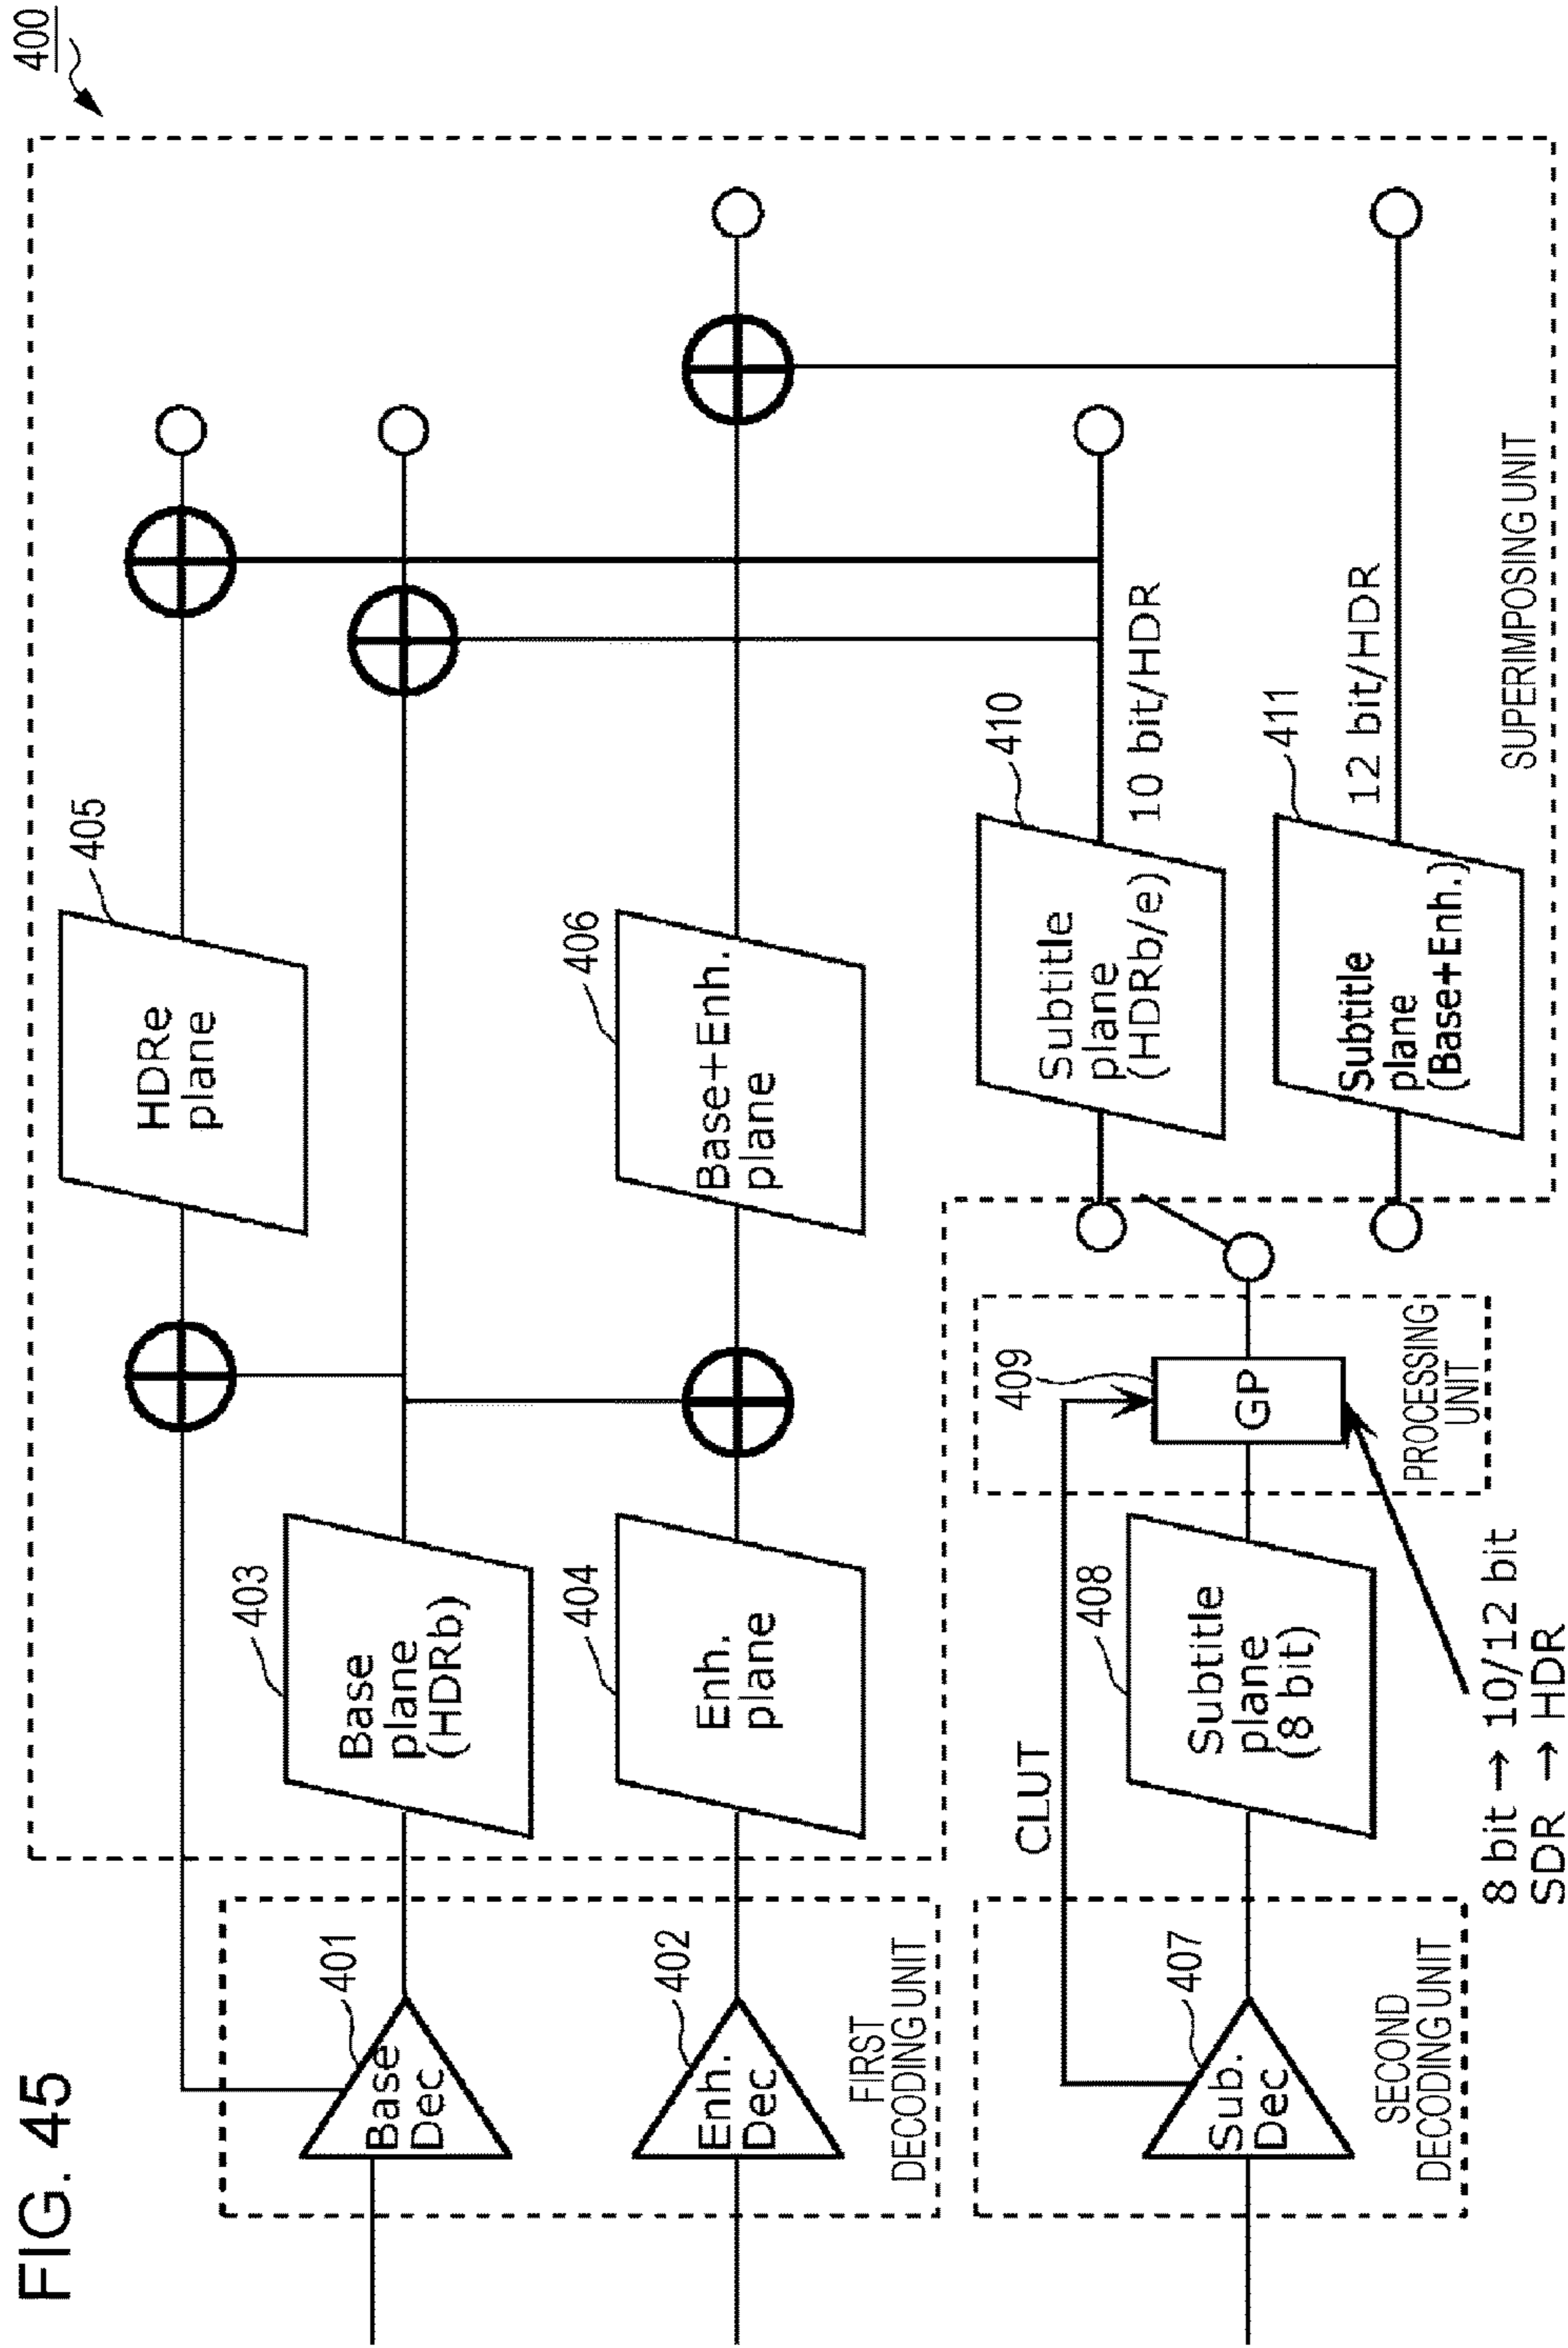 FIG. 45
400
405
HDRe
plane
401
Base
Dec
403
Base
plane
(HDRb)
402
Enh.
Dec
404
Enh.
plane
406
Base+Enh.
plane
FIRST
DECODING UNIT
CLUT
409
410
Subtitle
plane
(HDRb/e)
10 bit/HDR
407
Sub.
Dec
408
Subtitle
plane
(8 bit)
GP
411
Subtitle
plane
(Base+Enh.)
12 bit/HDR
SECOND
DECODING UNIT
PROCESSING
UNIT
8 bit → 10/12 bit
SDR → HDR
SUPERIMPOSING UNIT